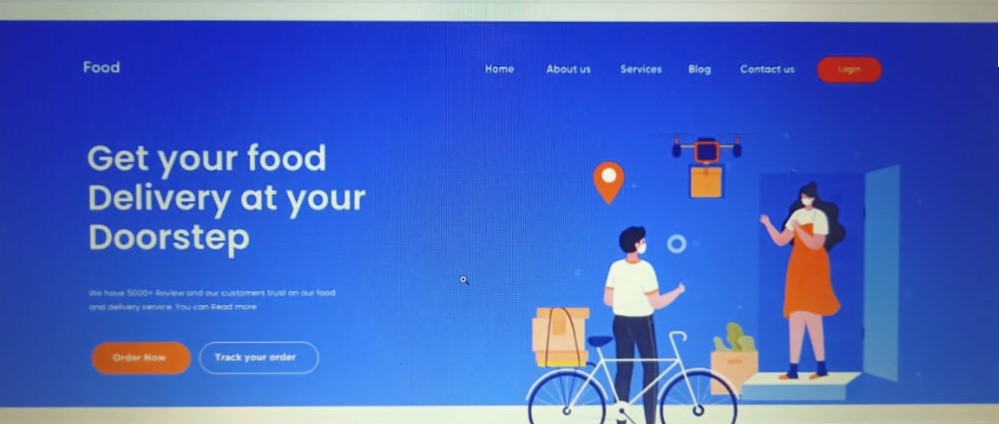 Food
Home About us Services Blog Contact us Login
Get your food
Delivery at your
Doorstep
We have 5000+ Review and our customers trust on our food
and delivery service. You can Read more
Order Now Track your order